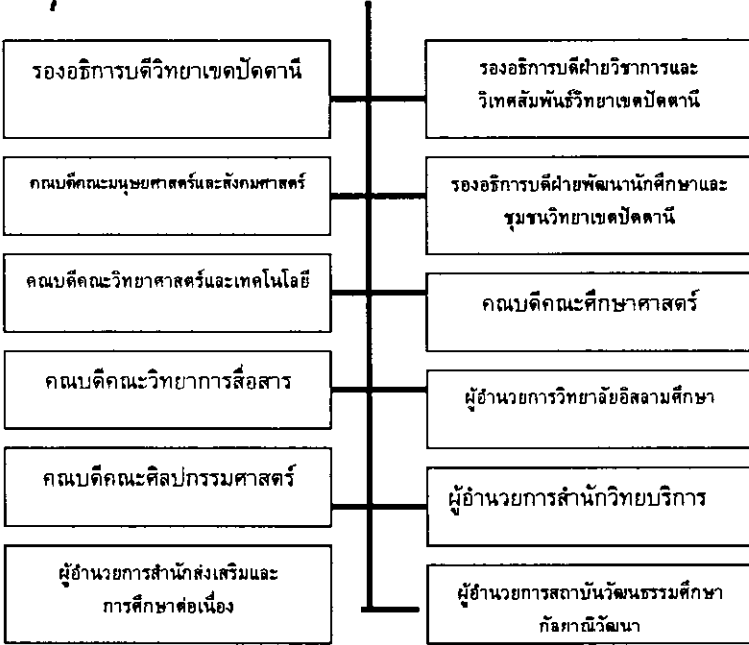 รองอธิการบดีวิทยาเขตปัตตานี
รองอธิการบดีฝ่ายวิชาการและ
วิเทศสัมพันธ์วิทยาเขตปัตตานี
คณบดีคณะมนุษยศาสตร์และสังคมศาสตร์
รองอธิการบดีฝ่ายพัฒนานักศึกษาและ
ชุมชนวิทยาเขตปัตตานี
คณบดีคณะวิทยาศาสตร์และเทคโนโลยี
คณบดีคณะศึกษาศาสตร์
คณบดีคณะวิทยาการสื่อสาร
ผู้อำนวยการวิทยาลัยอิสลามศึกษา
คณบดีคณะศิลปกรรมศาสตร์
ผู้อำนวยการสำนักวิทยบริการ
ผู้อำนวยการสำนักส่งเสริมและ
การศึกษาต่อเนื่อง
ผู้อำนวยการสถาบันวัฒนธรรมศึกษา
กัลยาณิวัฒนา